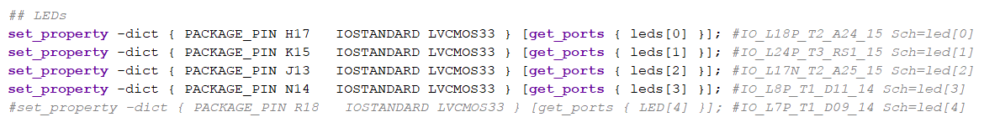 ## LEDs
set_property -dict { PACKAGE_PIN H17   IOSTANDARD LVCMOS33 } [get_ports { leds[0] }]; #IO_L18P_T2_A24_15 Sch=led[0]
set_property -dict { PACKAGE_PIN K15   IOSTANDARD LVCMOS33 } [get_ports { leds[1] }]; #IO_L24P_T3_RS1_15 Sch=led[1]
set_property -dict { PACKAGE_PIN J13   IOSTANDARD LVCMOS33 } [get_ports { leds[2] }]; #IO_L17N_T2_A25_15 Sch=led[2]
set_property -dict { PACKAGE_PIN N14   IOSTANDARD LVCMOS33 } [get_ports { leds[3] }]; #IO_L8P_T1_D11_14 Sch=led[3]
#set_property -dict { PACKAGE_PIN R18   IOSTANDARD LVCMOS33 } [get_ports { LED[4] }]; #IO_L7P_T1_D09_14 Sch=led[4]